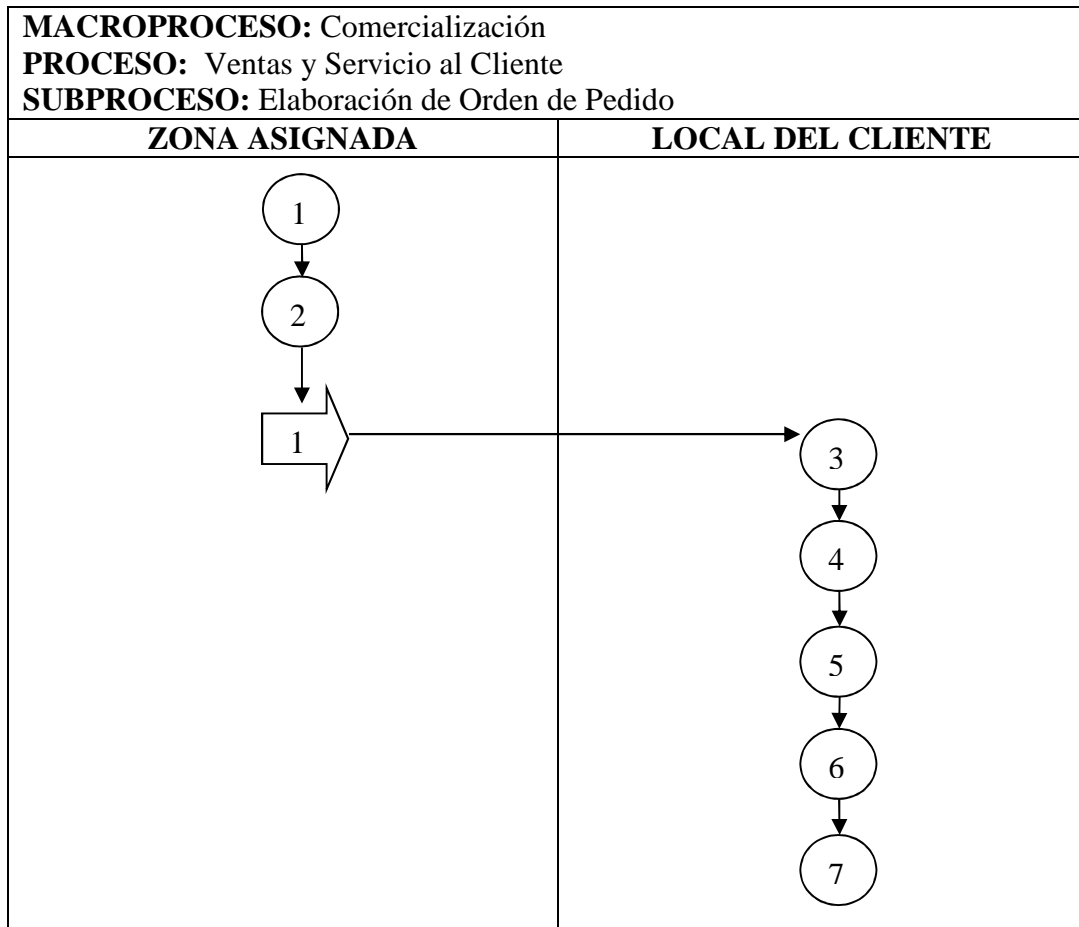 MACROPROCESO: Comercialización
PROCESO: Ventas y Servicio al Cliente
SUBPROCESO: Elaboración de Orden de Pedido
ZONA ASIGNADA LOCAL DEL CLIENTE
1
2
1
3
4
5
6
7